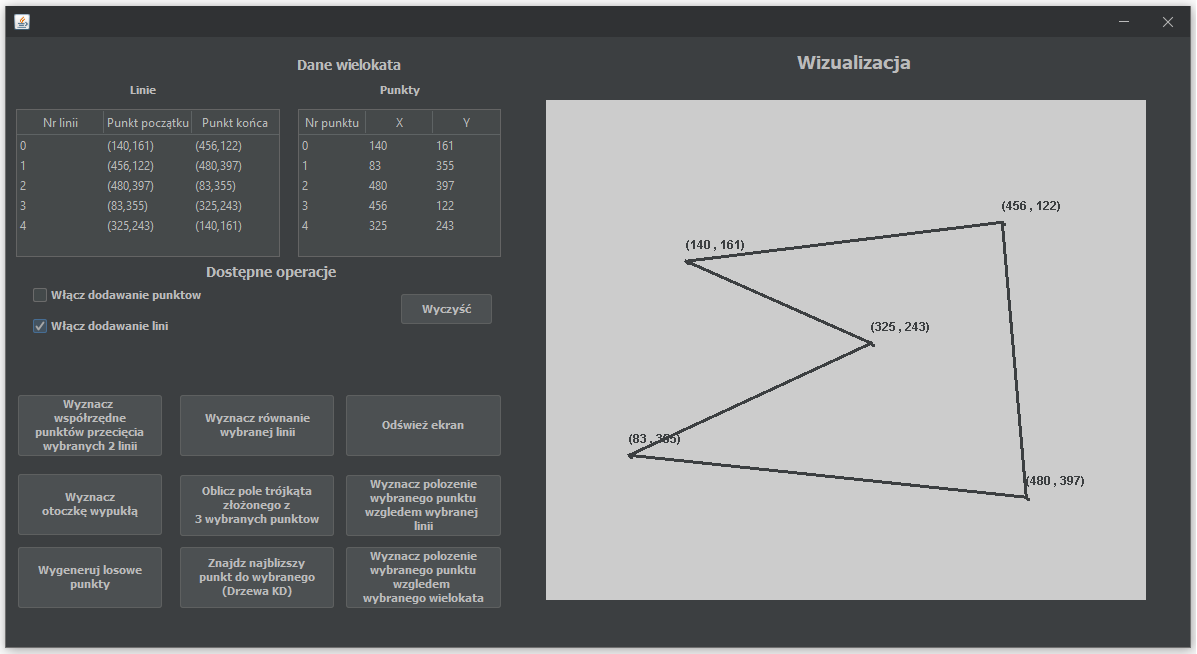 Dane wielokata
Linie
Nr linii Punkt początku Punkt końca
0 (140,161) (456,122)
1 (456,122) (480,397)
2 (480,397) (83,355)
3 (83,355) (325,243)
4 (325,243) (140,161)
Punkty
Nr punktu X Y
0 140 161
1 83 355
2 480 397
3 456 122
4 325 243
Dostępne operacje
Włącz dodawanie punktow
Włącz dodawanie lini
Wyczyść
Wyznacz
współrzędne
punktów przecięcia
wybranych 2 linii
Wyznacz równanie
wybranej linii
Odśwież ekran
Wyznacz
otoczkę wypukłą
Oblicz pole trójkąta
złożonego z
3 wybranych punktow
Wyznacz polozenie
wybranego punktu
wzgledem wybranej
linii
Wygeneruj losowe
punkty
Znajdz najblizszy
punkt do wybranego
(Drzewa KD)
Wyznacz polozenie
wybranego punktu
wzgledem
wybranego wielokata
Wizualizacja
(456 , 122)
(140 , 161)
(325 , 243)
(83 , 355)
(480 , 397)